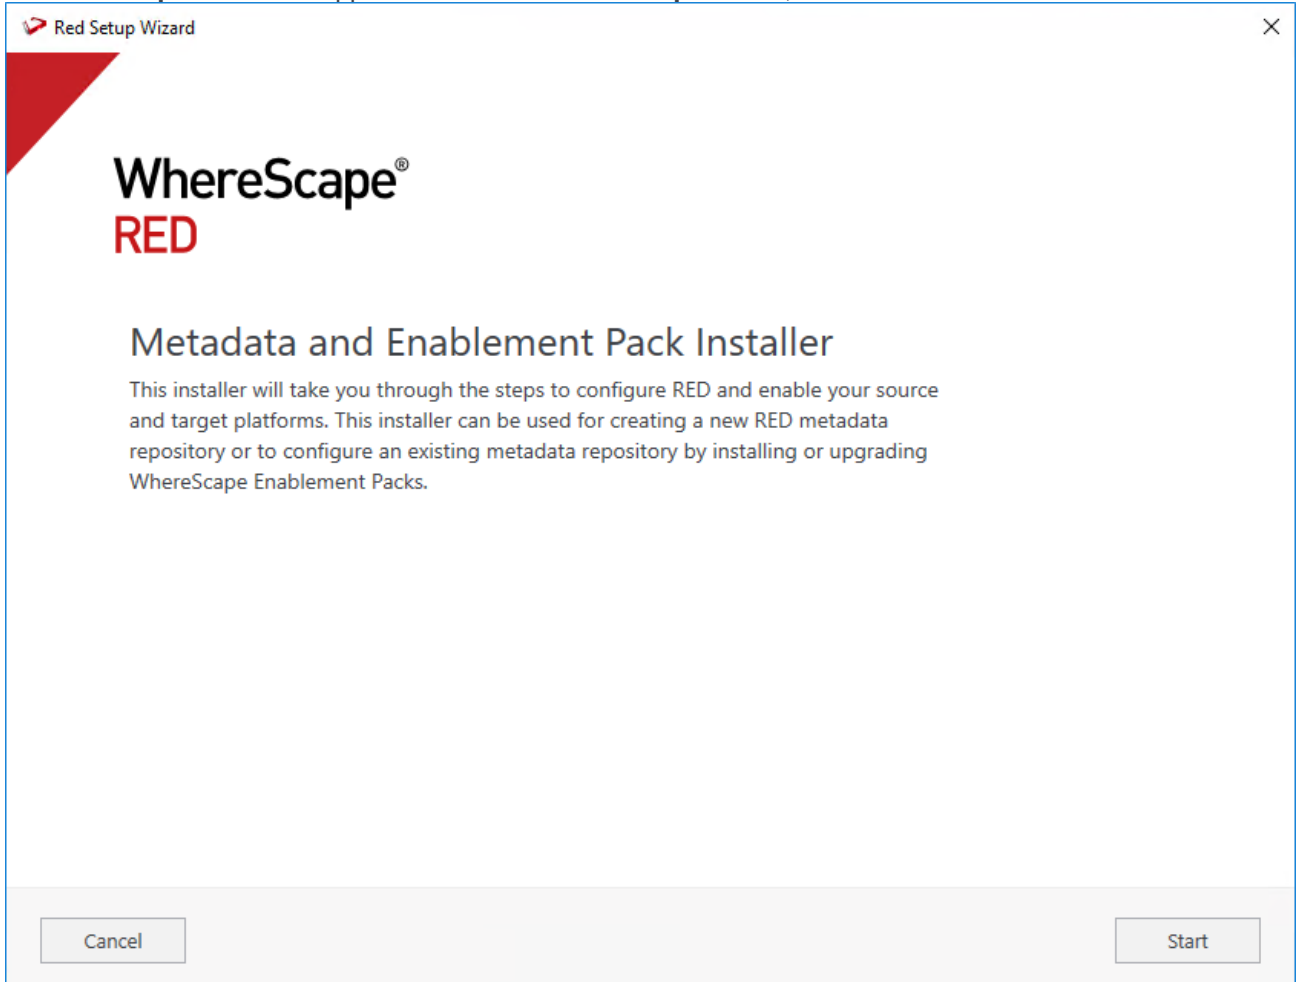 Red Setup Wizard
WhereScape®
RED
Metadata and Enablement Pack Installer
This installer will take you through the steps to configure RED and enable your source
and target platforms. This installer can be used for creating a new RED metadata
repository or to configure an existing metadata repository by installing or upgrading
WhereScape Enablement Packs.
Cancel
Start